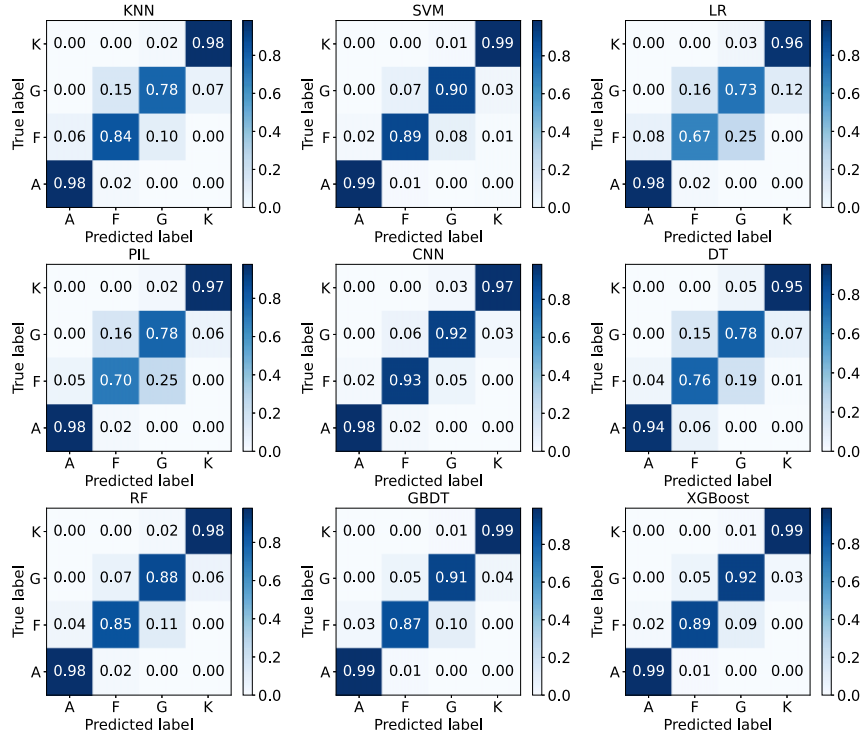 KNN
K 0.00 0.00 0.02 0.98
G 0.00 0.15 0.78 0.07
F 0.06 0.84 0.10 0.00
A 0.98 0.02 0.00 0.00
A F G K
Predicted label
True label
0.8
0.6
0.4
0.2
0.0
SVM
K 0.00 0.00 0.01 0.99
G 0.00 0.07 0.90 0.03
F 0.02 0.89 0.08 0.01
A 0.99 0.01 0.00 0.00
A F G K
Predicted label
True label
0.8
0.6
0.4
0.2
0.0
LR
K 0.00 0.00 0.03 0.96
G 0.00 0.16 0.73 0.12
F 0.08 0.67 0.25 0.00
A 0.98 0.02 0.00 0.00
A F G K
Predicted label
True label
0.8
0.6
0.4
0.2
0.0
PIL
K 0.00 0.00 0.02 0.97
G 0.00 0.16 0.78 0.06
F 0.05 0.70 0.25 0.00
A 0.98 0.02 0.00 0.00
A F G K
Predicted label
True label
0.8
0.6
0.4
0.2
0.0
CNN
K 0.00 0.00 0.03 0.97
G 0.00 0.06 0.92 0.03
F 0.02 0.93 0.05 0.00
A 0.98 0.02 0.00 0.00
A F G K
Predicted label
True label
0.8
0.6
0.4
0.2
0.0
DT
K 0.00 0.00 0.05 0.95
G 0.00 0.15 0.78 0.07
F 0.04 0.76 0.19 0.01
A 0.94 0.06 0.00 0.00
A F G K
Predicted label
True label
0.8
0.6
0.4
0.2
0.0
RF
K 0.00 0.00 0.02 0.98
G 0.00 0.07 0.88 0.06
F 0.04 0.85 0.11 0.00
A 0.98 0.02 0.00 0.00
A F G K
Predicted label
True label
0.8
0.6
0.4
0.2
0.0
GBDT
K 0.00 0.00 0.01 0.99
G 0.00 0.05 0.91 0.04
F 0.03 0.87 0.10 0.00
A 0.99 0.01 0.00 0.00
A F G K
Predicted label
True label
0.8
0.6
0.4
0.2
0.0
XGBoost
K 0.00 0.00 0.01 0.99
G 0.00 0.05 0.92 0.03
F 0.02 0.89 0.09 0.00
A 0.99 0.01 0.00 0.00
A F G K
Predicted label
True label
0.8
0.6
0.4
0.2
0.0